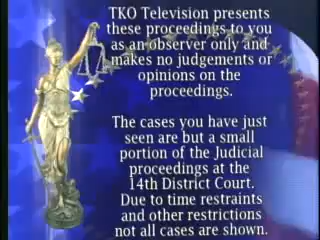 TKO Television presents
these proceedings to you
as an observer only and
makes no judgements or
opinions on the
proceedings.
The cases you have just
seen are but a small
portion of the Judicial
proceedings at the
14th District Court.
Due to time restraints
and other restrictions
not all cases are shown.